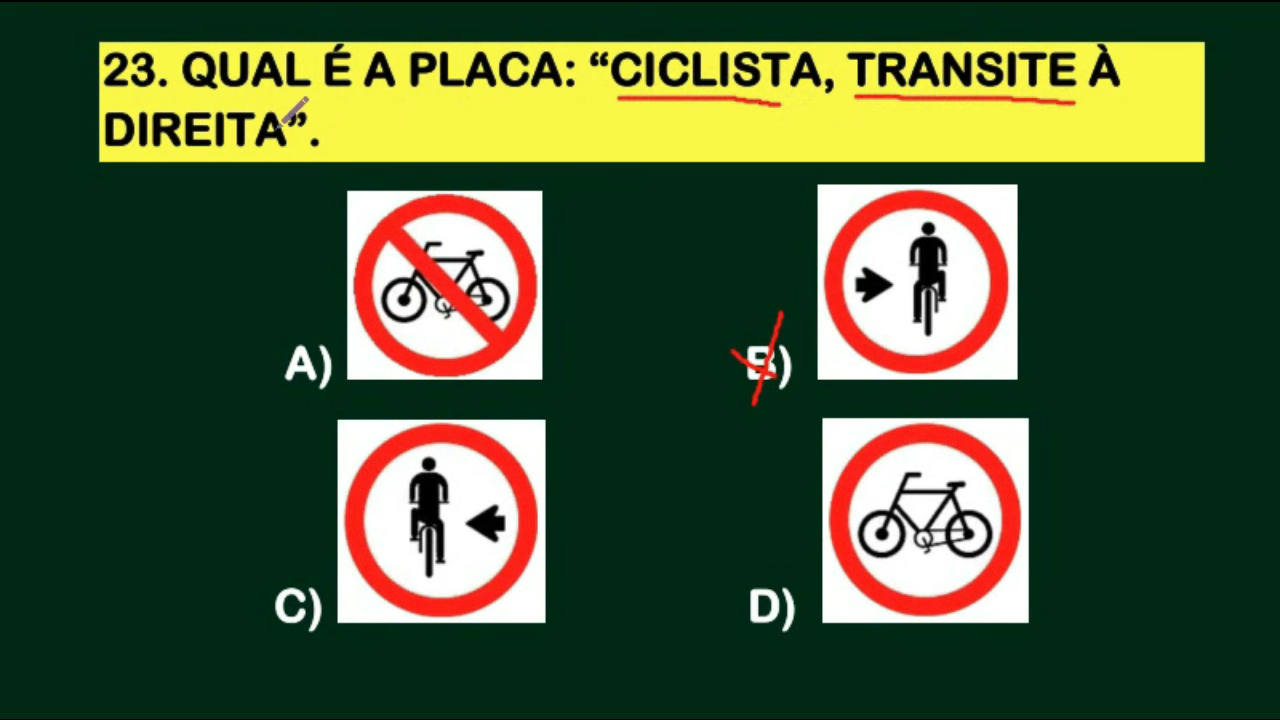 23. QUAL É A PLACA: “CICLISTA, TRANSITE À
DIREITA”.
A)
B)
C)
D)